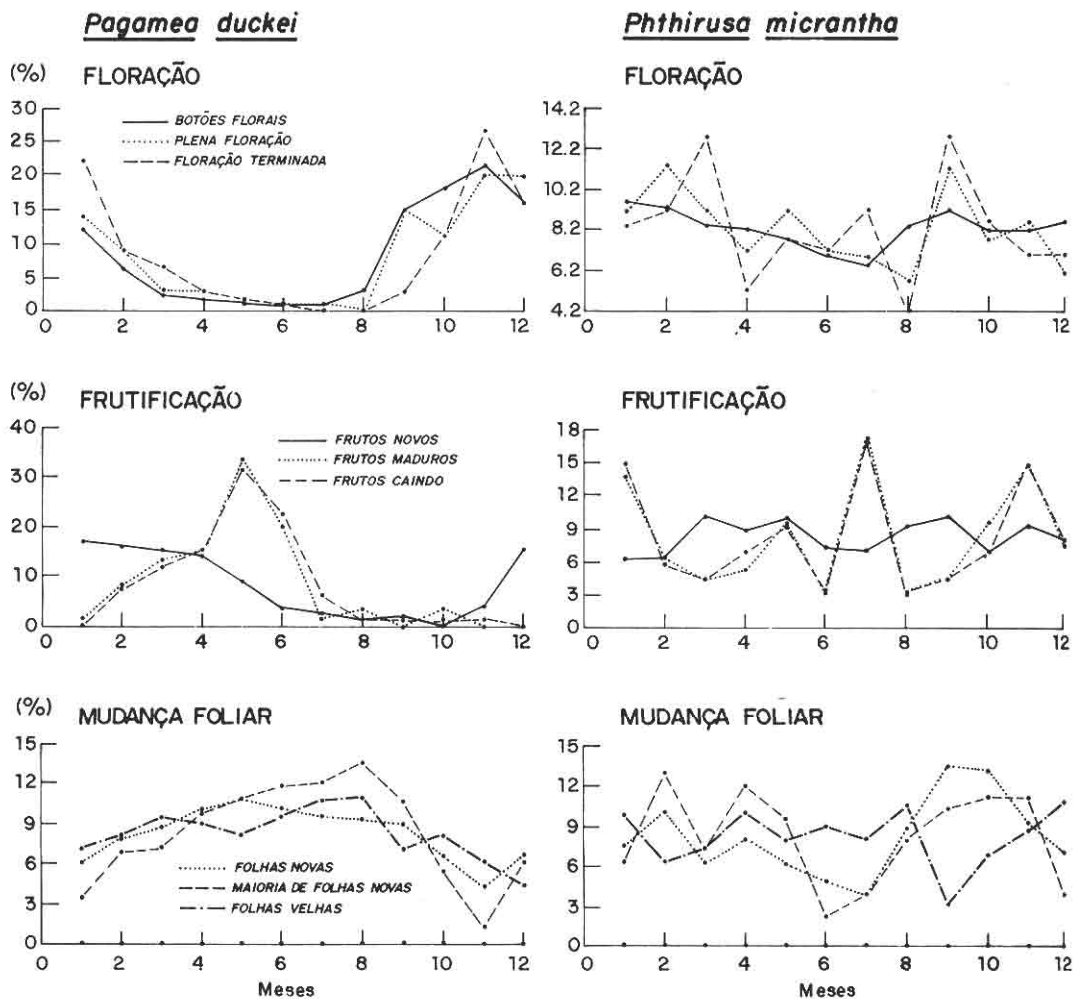 Pagamea duckei
Phthirusa micrantha
(%)
FLORAÇÃO
30
25
20
15
10
5
0
BOTÕES FLORAIS
PLENA FLORAÇÃO
FLORAÇÃO TERMINADA
0 2 4 6 8 10 12
FLORAÇÃO
14.2
12.2
10.2
8.2
6.2
4.2
0 2 4 6 8 10 12
(%)
FRUTIFICAÇÃO
40
30
20
10
0
FRUTOS NOVOS
FRUTOS MADUROS
FRUTOS CAINDO
0 2 4 6 8 10 12
FRUTIFICAÇÃO
18
15
12
9
6
3
0
0 2 4 6 8 10 12
(%)
MUDANÇA FOLIAR
15
12
9
6
3
0
FOLHAS NOVAS
MAIORIA DE FOLHAS NOVAS
FOLHAS VELHAS
0 2 4 6 8 10 12
Meses
MUDANÇA FOLIAR
15
12
9
6
3
0
0 2 4 6 8 10 12
Meses